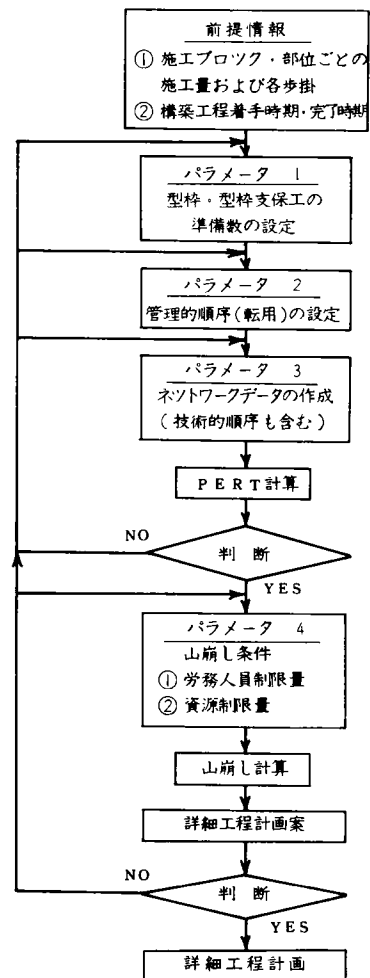 前提情報
① 施工ブロック・部位ごとの
施工量および各歩掛
② 構築工程着手時期・完了時期
パラメータ 1
型枠・型枠支保工の
準備数の設定
パラメータ 2
管理的順序(転用)の設定
パラメータ 3
ネットワークデータの作成
(技術的順序も含む)
PERT計算
NO
判断
YES
パラメータ 4
山崩し条件
① 労務人員制限量
② 資源制限量
山崩し計算
詳細工程計画案
NO
判断
YES
詳細工程計画